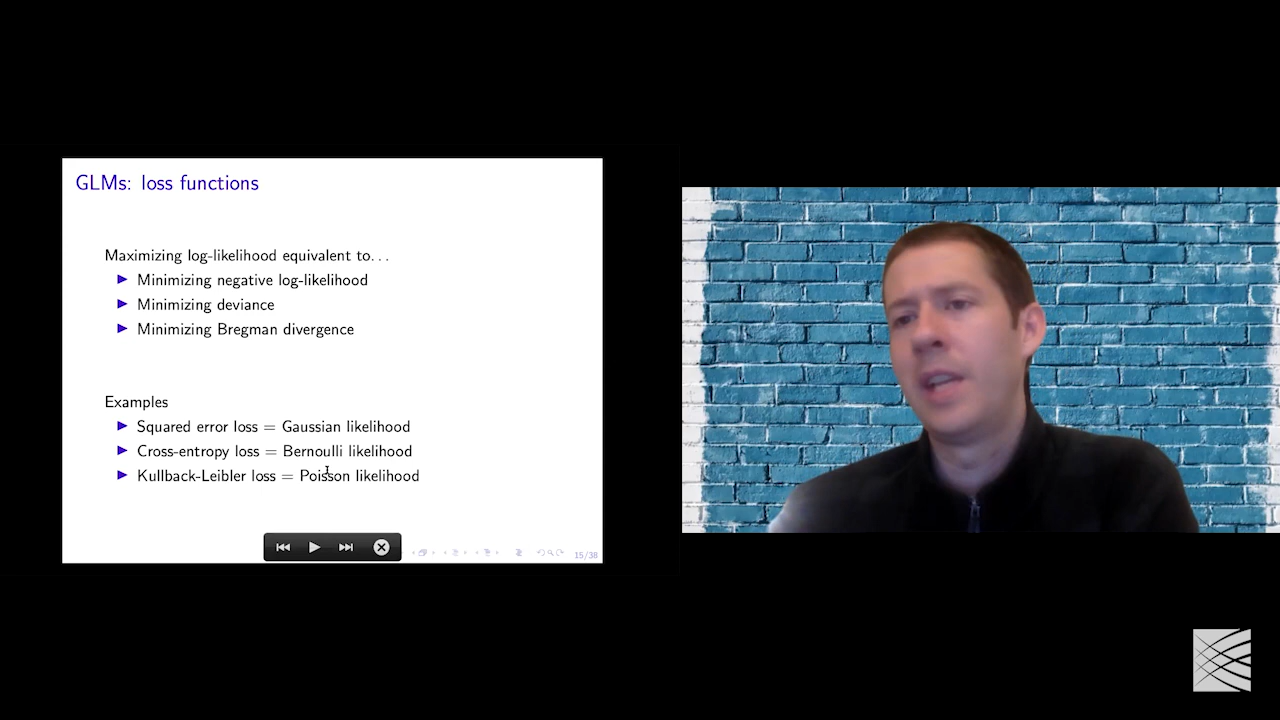 GLMs: loss functions
Maximizing log-likelihood equivalent to...
Minimizing negative log-likelihood
Minimizing deviance
Minimizing Bregman divergence
Examples
Squared error loss = Gaussian likelihood
Cross-entropy loss = Bernoulli likelihood
Kullback-Leibler loss = Poisson likelihood
15/38